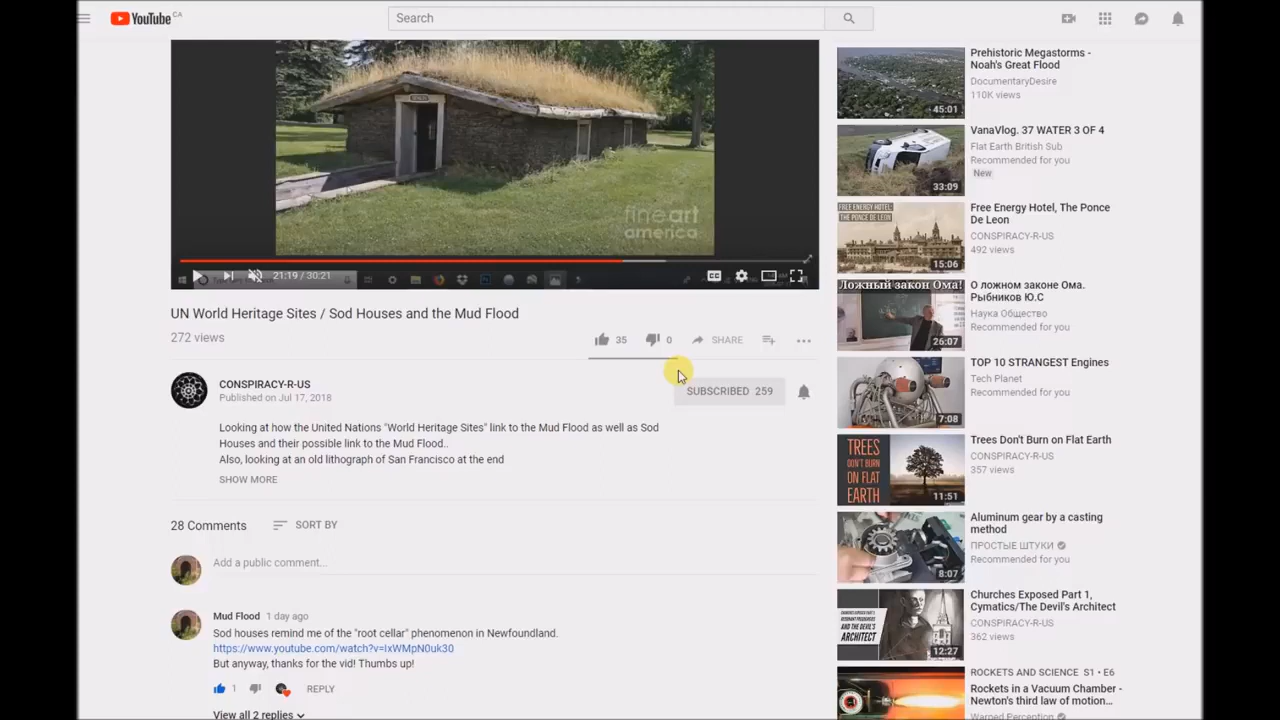 YouTube CA
Search
fineart
america
21:19 / 30:21
CC
UN World Heritage Sites / Sod Houses and the Mud Flood
272 views
35
0
SHARE
CONSPIRACY-R-US
Published on Jul 17, 2018
SUBSCRIBED 259
Looking at how the United Nations "World Heritage Sites" link to the Mud Flood as well as Sod
Houses and their possible link to the Mud Flood..
Also, looking at an old lithograph of San Francisco at the end
SHOW MORE
28 Comments
SORT BY
Add a public comment...
Mud Flood 1 day ago
Sod houses remind me of the "root cellar" phenomenon in Newfoundland.
https://www.youtube.com/watch?v=IxWMpN0uk30
But anyway, thanks for the vid! Thumbs up!
1
REPLY
View all 2 replies
45:01
Prehistoric Megastorms -
Noah's Great Flood
DocumentaryDesire
110K views
33:09
VanaVlog. 37 WATER 3 OF 4
Flat Earth British Sub
Recommended for you
New
FREE ENERGY HOTEL,
THE PONCE DE LEON
15:06
Free Energy Hotel, The Ponce
De Leon
CONSPIRACY-R-US
492 views
Ложный закон Ома!
26:07
О ложном законе Ома.
Рыбников Ю.С
Наука Общество
Recommended for you
7:08
TOP 10 STRANGEST Engines
Tech Planet
Recommended for you
TREES
DON'T BURN
ON FLAT
EARTH
11:51
Trees Don't Burn on Flat Earth
CONSPIRACY-R-US
357 views
8:07
Aluminum gear by a casting
method
ПРОСТЫЕ ШТУКИ
Recommended for you
AND THE DEVIL'S
ARCHITECT
12:27
Churches Exposed Part 1,
Cymatics/The Devil's Architect
CONSPIRACY-R-US
362 views
ROCKETS AND SCIENCE S1 • E6
Rockets in a Vacuum Chamber -
Newton's third law of motion...
Warped Perception